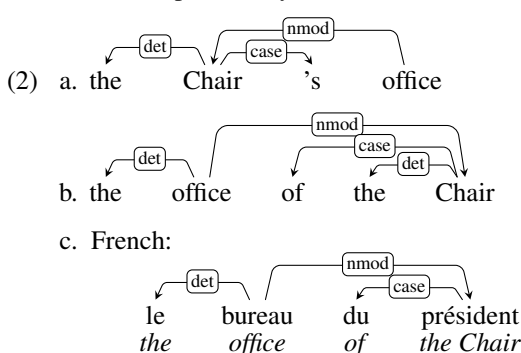 nmod
det case
(2) a. the Chair 's office
nmod
case
det det
b. the office of the Chair
c. French:
nmod
det case
le bureau du président
the office of the Chair